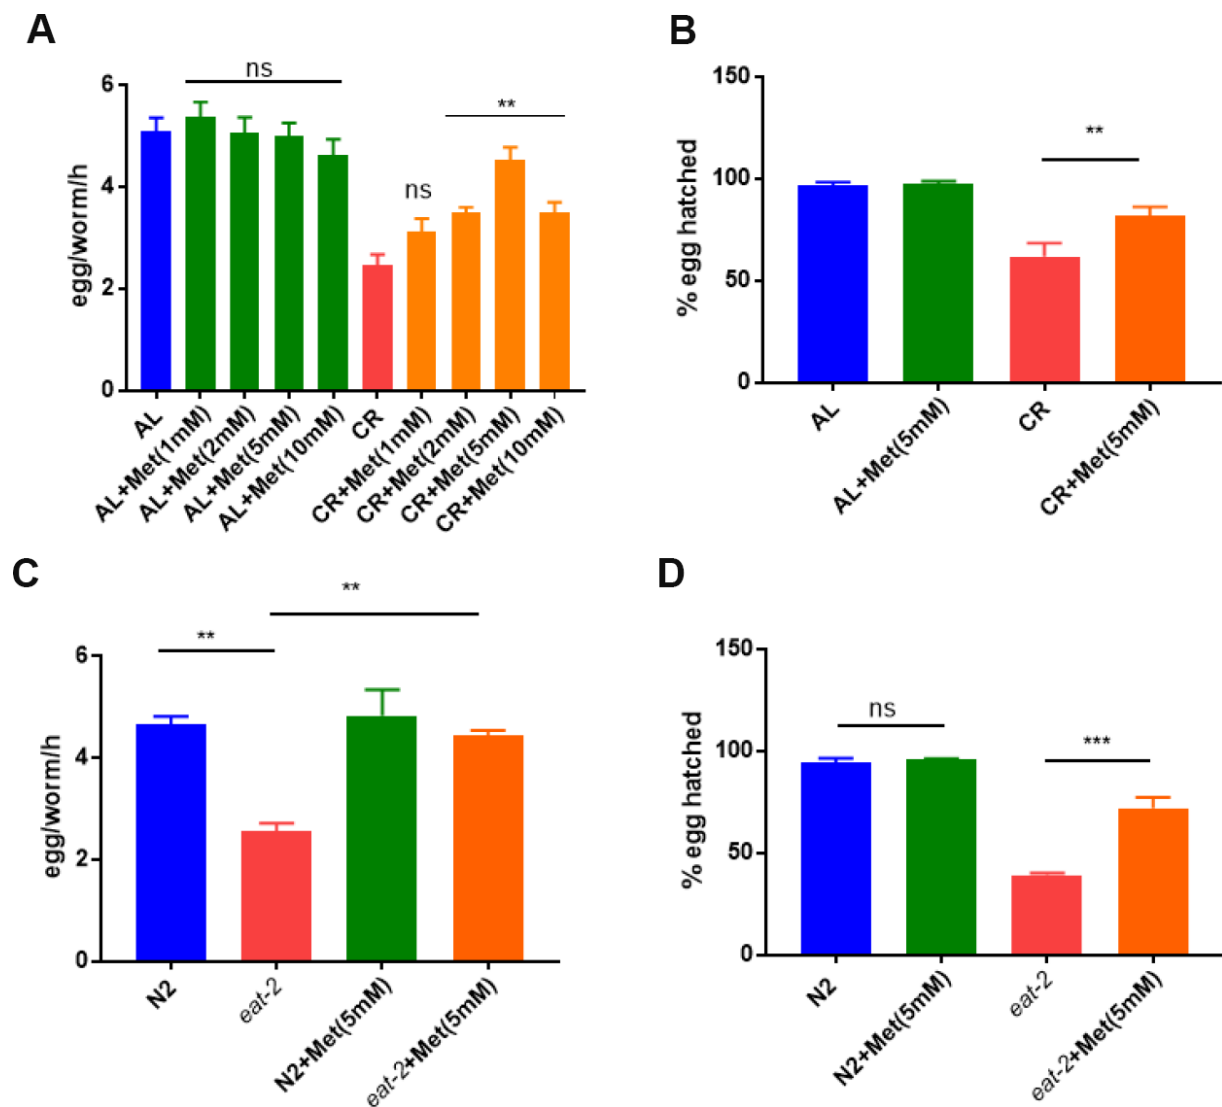 A
ns
**
ns
egg/worm/h
6
4
2
0
AL
AL+Met(1mM)
AL+Met(2mM)
AL+Met(5mM)
AL+Met(10mM)
CR
CR+Met(1mM)
CR+Met(2mM)
CR+Met(5mM)
CR+Met(10mM)
B
**
% egg hatched
150
100
50
0
AL
AL+Met(5mM)
CR
CR+Met(5mM)
C
**
**
egg/worm/h
6
4
2
0
N2
eat-2
N2+Met(5mM)
eat-2+Met(5mM)
D
ns
***
% egg hatched
150
100
50
0
N2
N2+Met(5mM)
eat-2
eat-2+Met(5mM)